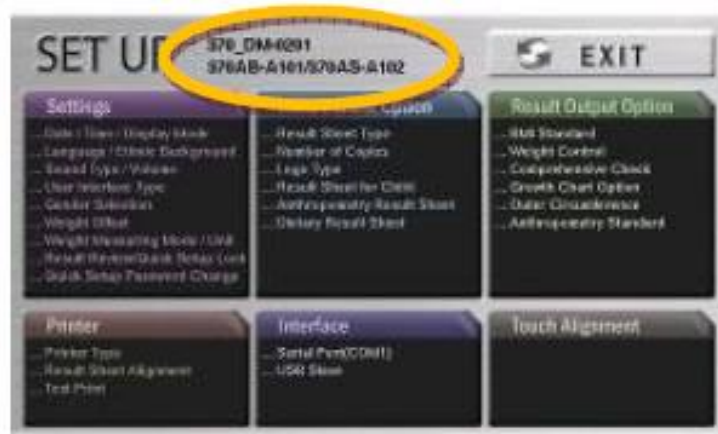 SET UP
370_DM-0201
370AB-A101/370AS-A102
EXIT
Settings
Option
Result Output Option
...Date / Time / Display Mode
...Language / Ethnic Background
...Sound Type / Volume
...User Interface Type
...Gender Selection
...Weight Offset
...Weight Measuring Mode / Unit
...Result Review/Quick Setup Lock
...Quick Setup Password Change
...Result Sheet Type
...Number of Copies
...Logo Type
...Result Sheet for Child
...Anthropometry Result Sheet
...Dietary Result Sheet
...BMI Standard
...Weight Control
...Comprehensive Check
...Growth Chart Option
...Outer Circumference
...Anthropometry Standard
Printer
...Printer Type
...Result Sheet Alignment
...Test Print
Interface
...Serial Port(COM1)
...USB Slave
Touch Alignment